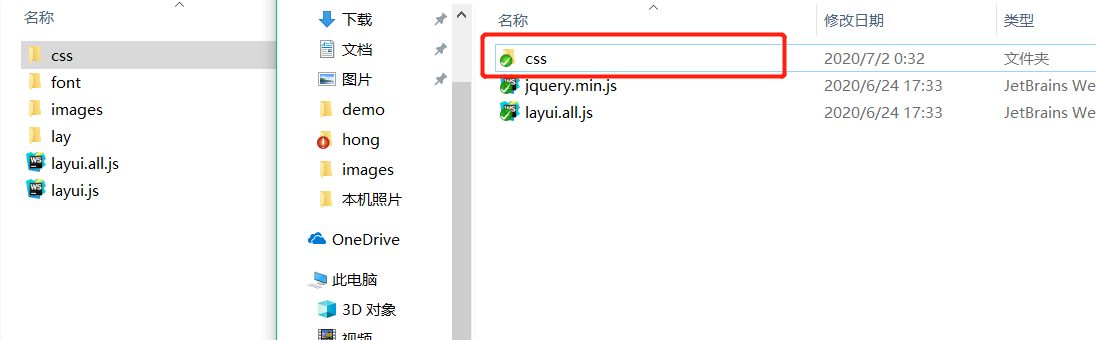 名称
css
font
images
lay
layui.all.js
layui.js
下载
文档
图片
demo
hong
images
本机照片
OneDrive
此电脑
3D 对象
视频
名称 修改日期 类型
css 2020/7/2 0:32 文件夹
jquery.min.js 2020/6/24 17:33 JetBrains We
layui.all.js 2020/6/24 17:33 JetBrains We